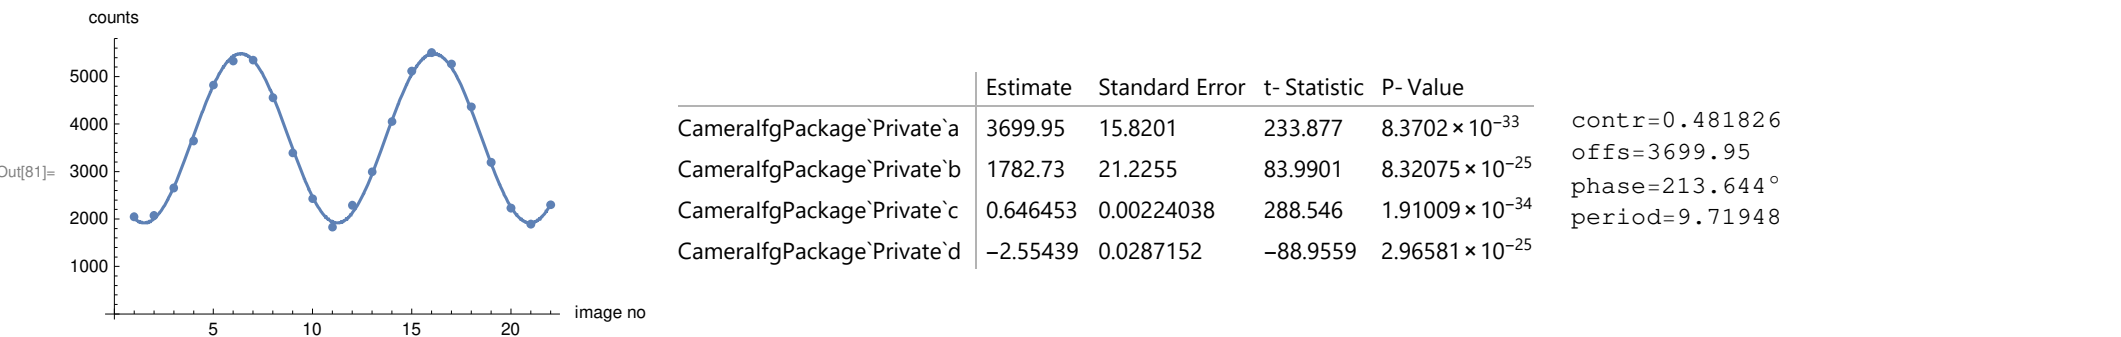 counts
5000
4000
3000
2000
1000
5 10 15 20
image no
Out[81]=
Estimate Standard Error t- Statistic P- Value
CameraIfgPackage`Private`a 3699.95 15.8201 233.877 8.3702 × 10⁻³³
CameraIfgPackage`Private`b 1782.73 21.2255 83.9901 8.32075 × 10⁻²⁵
CameraIfgPackage`Private`c 0.646453 0.00224038 288.546 1.91009 × 10⁻³⁴
CameraIfgPackage`Private`d −2.55439 0.0287152 −88.9559 2.96581 × 10⁻²⁵
contr=0.481826
offs=3699.95
phase=213.644°
period=9.71948